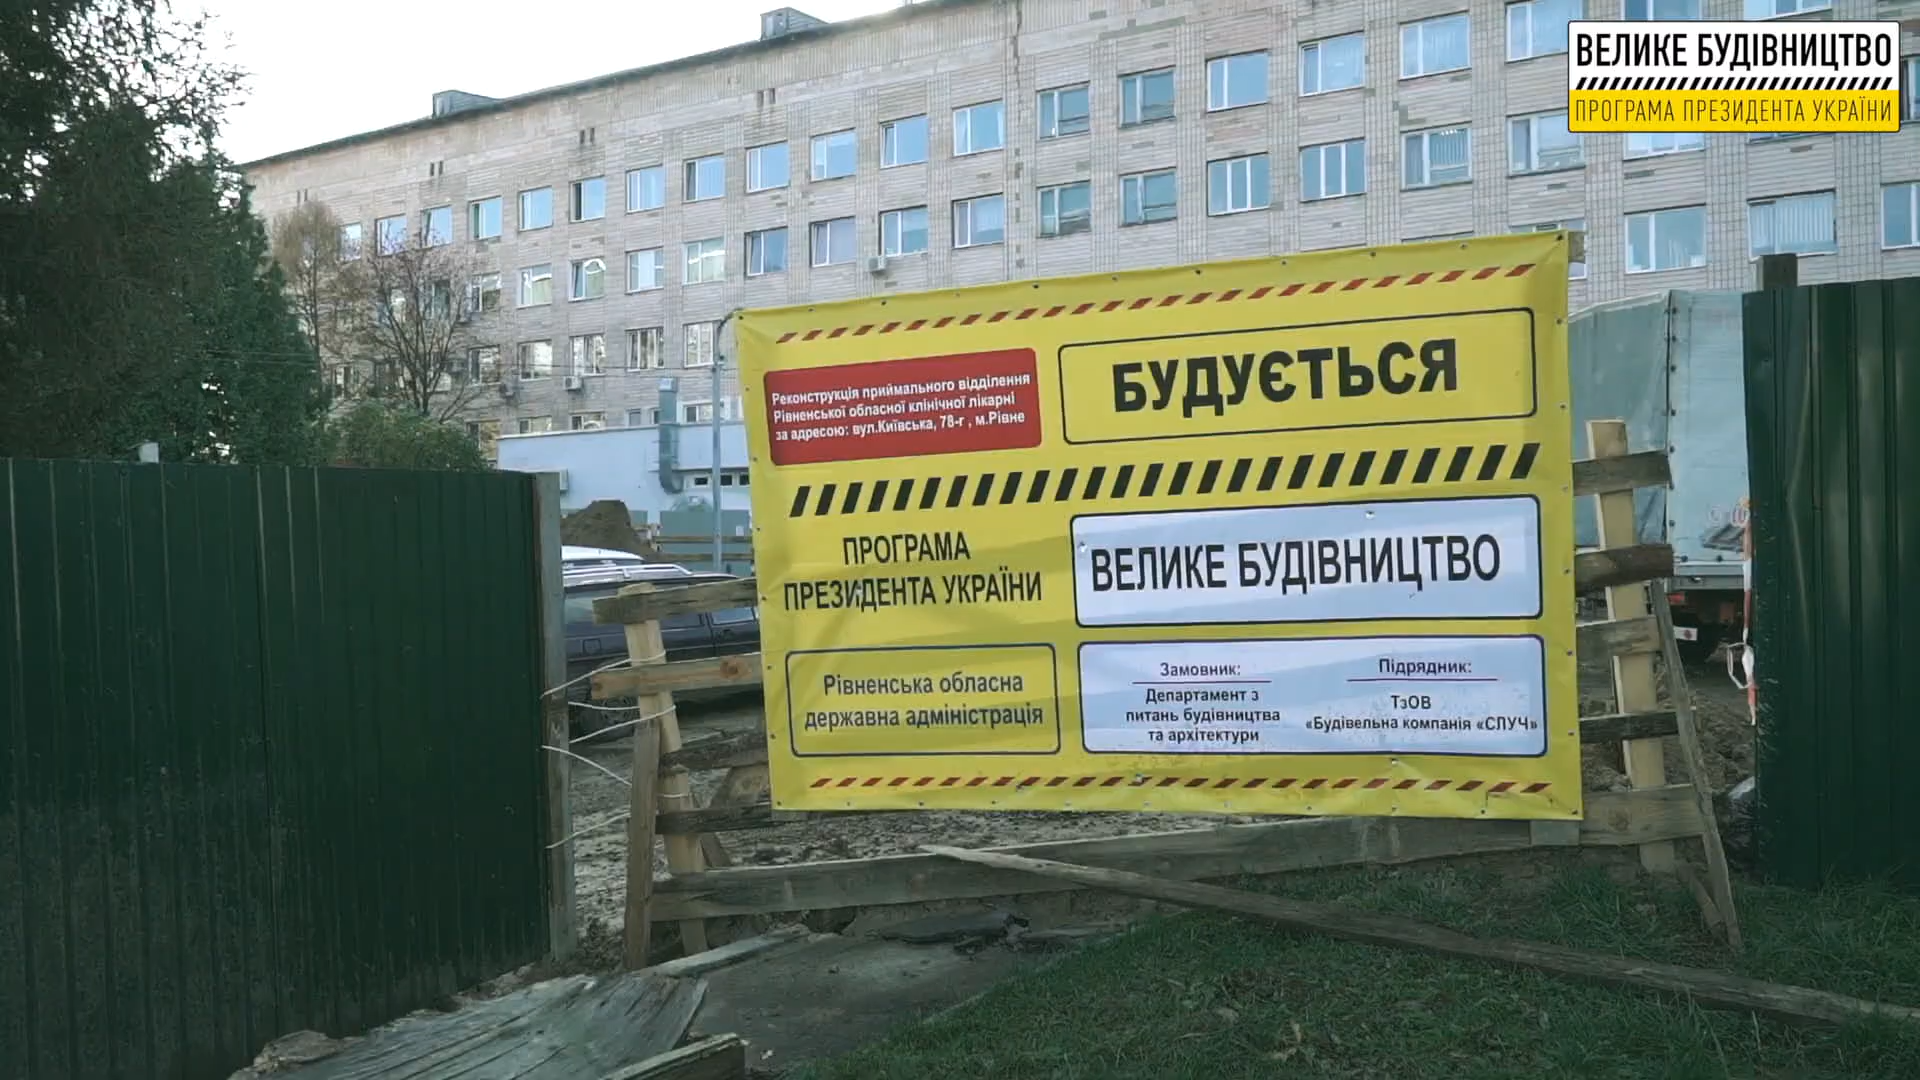 ВЕЛИКЕ БУДІВНИЦТВО
ПРОГРАМА ПРЕЗИДЕНТА УКРАЇНИ
Реконструкція приймального відділення
Рівненської обласної клінічної лікарні
за адресою: вул.Київська, 78-г , м.Рівне
БУДУЄТЬСЯ
ПРОГРАМА
ПРЕЗИДЕНТА УКРАЇНИ
ВЕЛИКЕ БУДІВНИЦТВО
Рівненська обласна
державна адміністрація
Замовник:
Департамент з
питань будівництва
та архітектури
Підрядник:
ТзОВ
«Будівельна компанія «СЛУЧ»